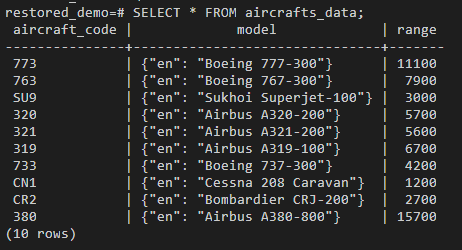 restored_demo=# SELECT * FROM aircrafts_data;
 aircraft_code |            model            | range
---------------+-----------------------------+-------
 773           | {"en": "Boeing 777-300"}    | 11100
 763           | {"en": "Boeing 767-300"}    |  7900
 SU9           | {"en": "Sukhoi Superjet-100"} |  3000
 320           | {"en": "Airbus A320-200"}   |  5700
 321           | {"en": "Airbus A321-200"}   |  5600
 319           | {"en": "Airbus A319-100"}   |  6700
 733           | {"en": "Boeing 737-300"}    |  4200
 CN1           | {"en": "Cessna 208 Caravan"} |  1200
 CR2           | {"en": "Bombardier CRJ-200"} |  2700
 380           | {"en": "Airbus A380-800"}   | 15700
(10 rows)